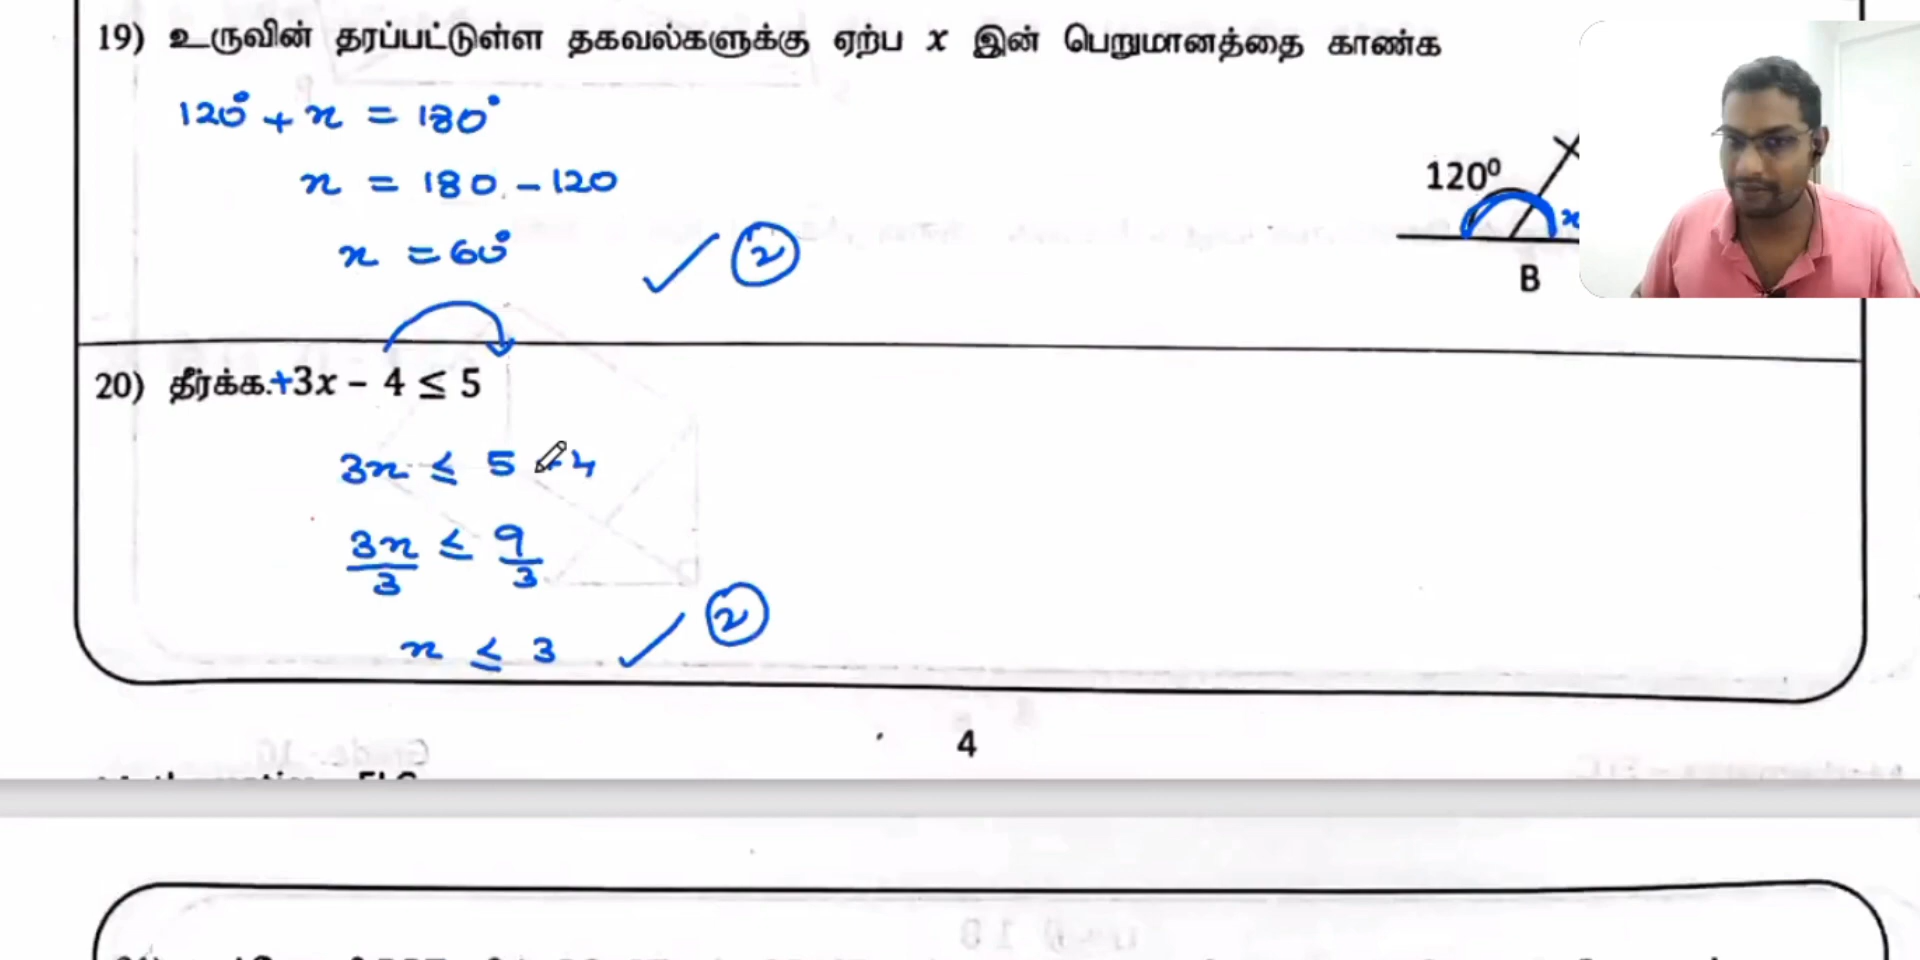 19) உருவின் தரப்பட்டுள்ள தகவல்களுக்கு ஏற்ப x இன் பெறுமானத்தை காண்க
120° + x = 180°
x = 180 - 120
x = 60° ✓ 2
120⁰
x
B
20) தீர்க்க.+3x – 4 ≤ 5
3x ≤ 5 + 4
3x/3 ≤ 9/3
x ≤ 3 ✓ 2
4